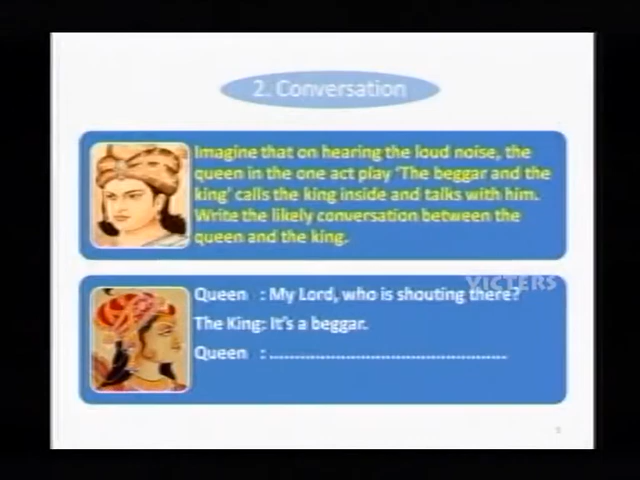 2. Conversation
Imagine that on hearing the loud noise, the
queen in the one act play 'The beggar and the
king' calls the king inside and talks with him.
Write the likely conversation between the
queen and the king.
VICTERS
Queen : My Lord, who is shouting there?
The King: It's a beggar.
Queen : ......................................................
9